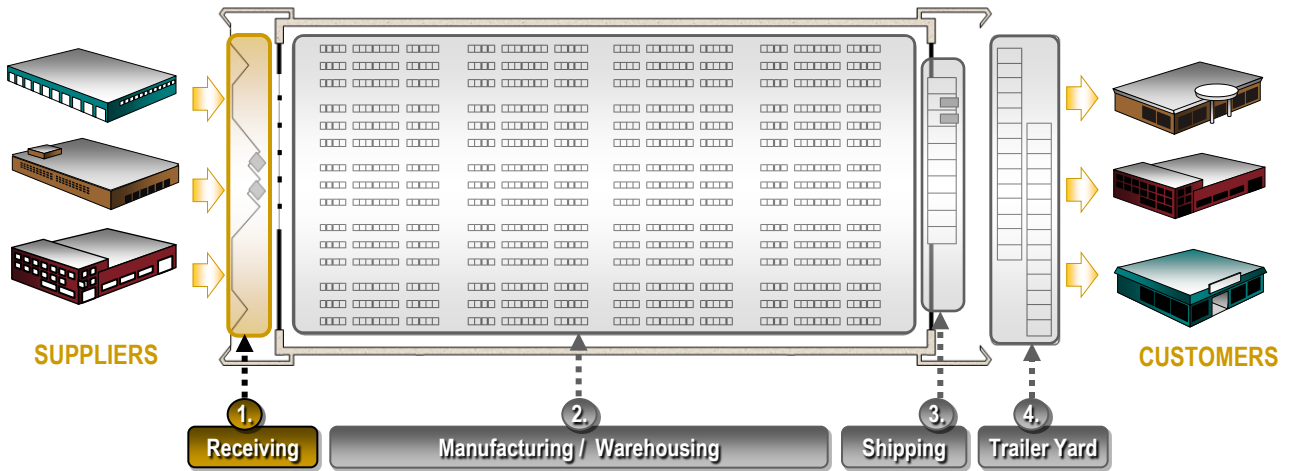 SUPPLIERS
CUSTOMERS
1.
2.
3.
4.
Receiving
Manufacturing / Warehousing
Shipping
Trailer Yard